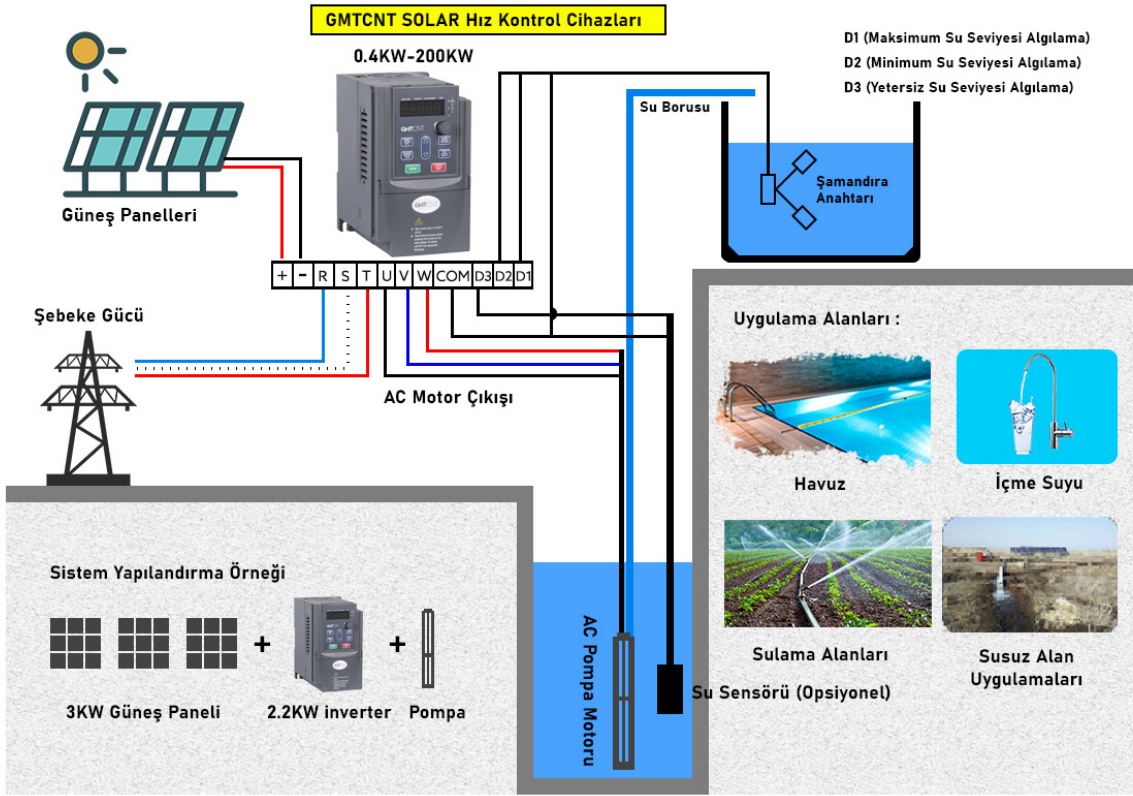 GMTCNT SOLAR Hız Kontrol Cihazları
0.4KW-200KW
D1 (Maksimum Su Seviyesi Algılama)
D2 (Minimum Su Seviyesi Algılama)
D3 (Yetersiz Su Seviyesi Algılama)
Su Borusu
GMTCNT
GMTCNT
Şamandıra
Anahtarı
Güneş Panelleri
+ - R S T U V W COM D3 D2 D1
Şebeke Gücü
AC Motor Çıkışı
Uygulama Alanları :
Havuz
İçme Suyu
Sulama Alanları
Susuz Alan
Uygulamaları
Sistem Yapılandırma Örneği
+
+
3KW Güneş Paneli
2.2KW inverter
Pompa
AC Pompa Motoru
Su Sensörü (Opsiyonel)